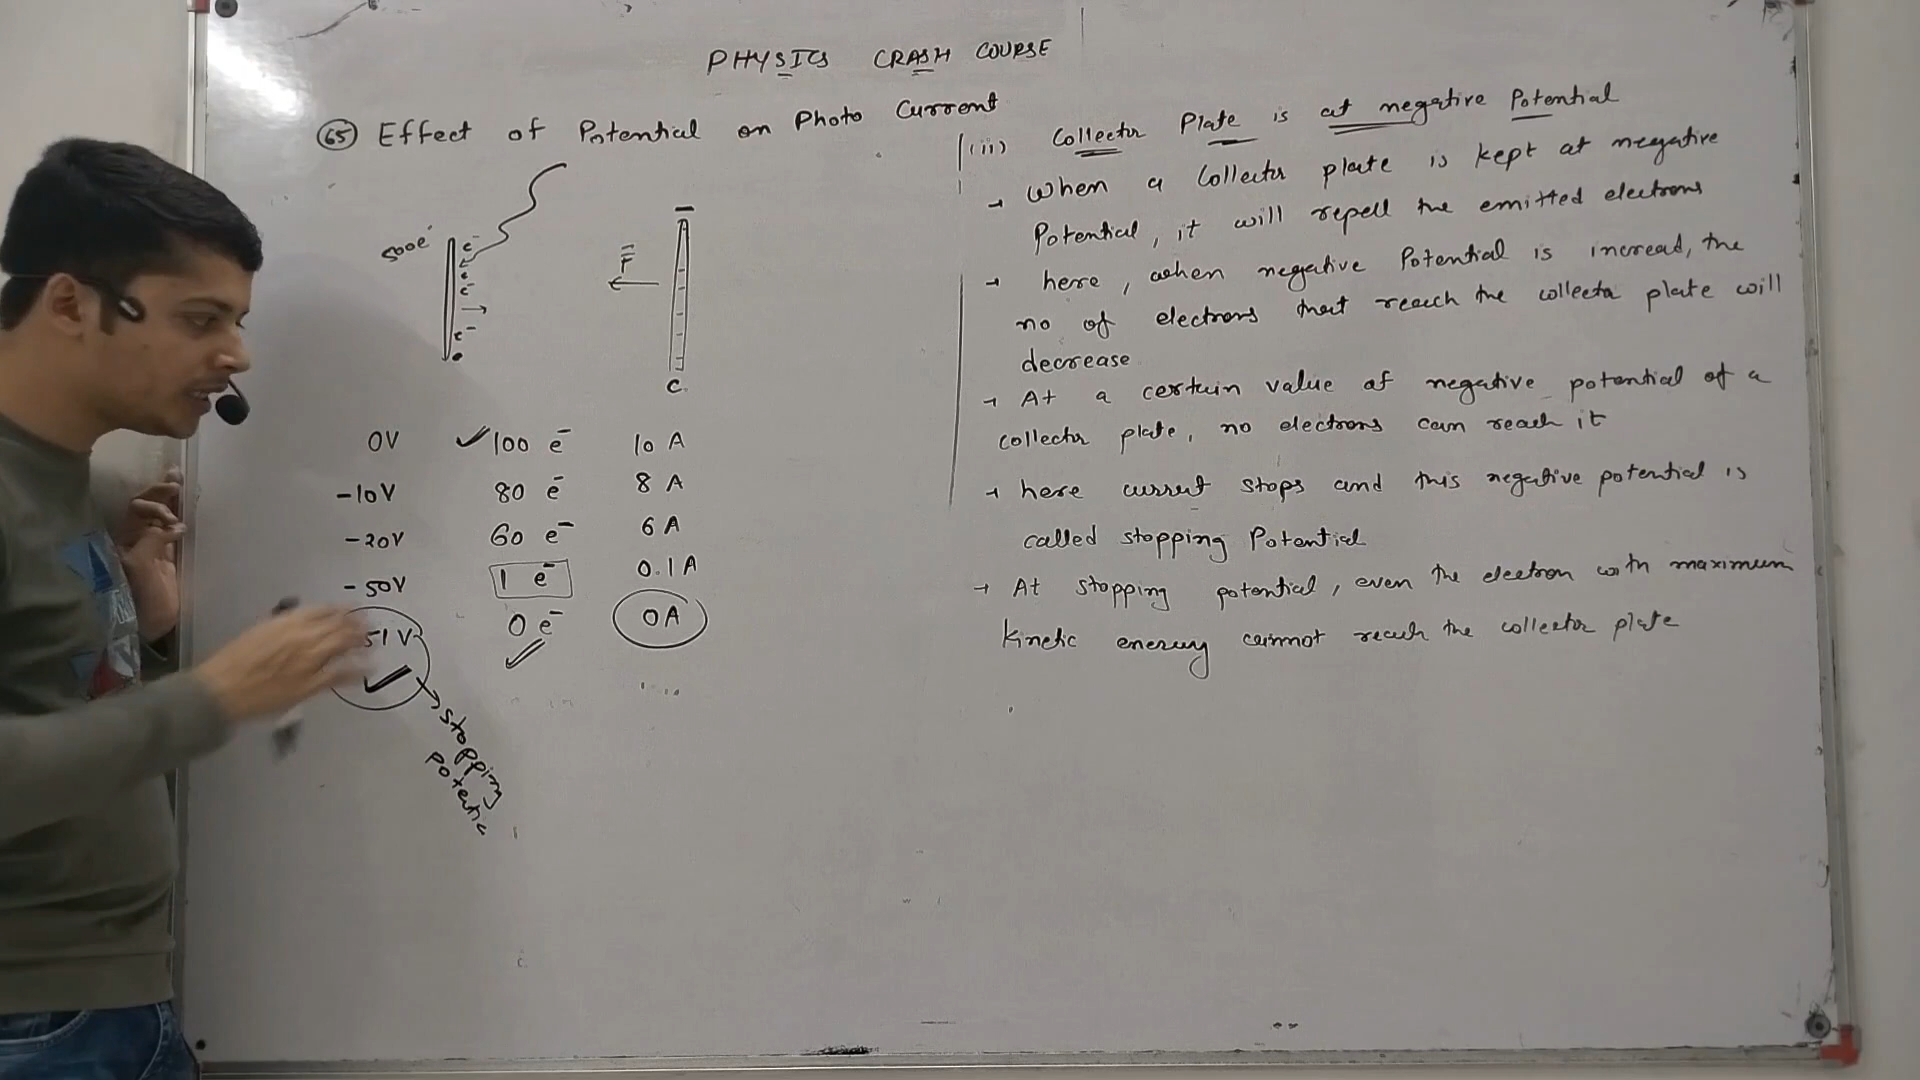 PHYSICS CRASH COURSE
65 Effect of Potential on Photo Current
500e⁻
e⁻
e⁻
e⁻
F
C
0V 100 e⁻ 10 A
-10V 80 e⁻ 8 A
-20V 60 e⁻ 6 A
-50V 1 e⁻ 0.1 A
51V 0 e⁻ 0A
stopping
potentia
(ii) Collector Plate is at negative Potential
→ When a Collector plate is kept at negative
Potential, it will repell the emitted electrons
→ here, when negative Potential is incread, the
no of electrons that reach the collector plate will
decrease
→ At a certain value of negative potential of a
collector plate, no electrons can reach it
→ here current stops and this negative potential is
called stopping Potential
→ At stopping potential, even the electron with maximum
kinetic energy cannot reach the collector plate